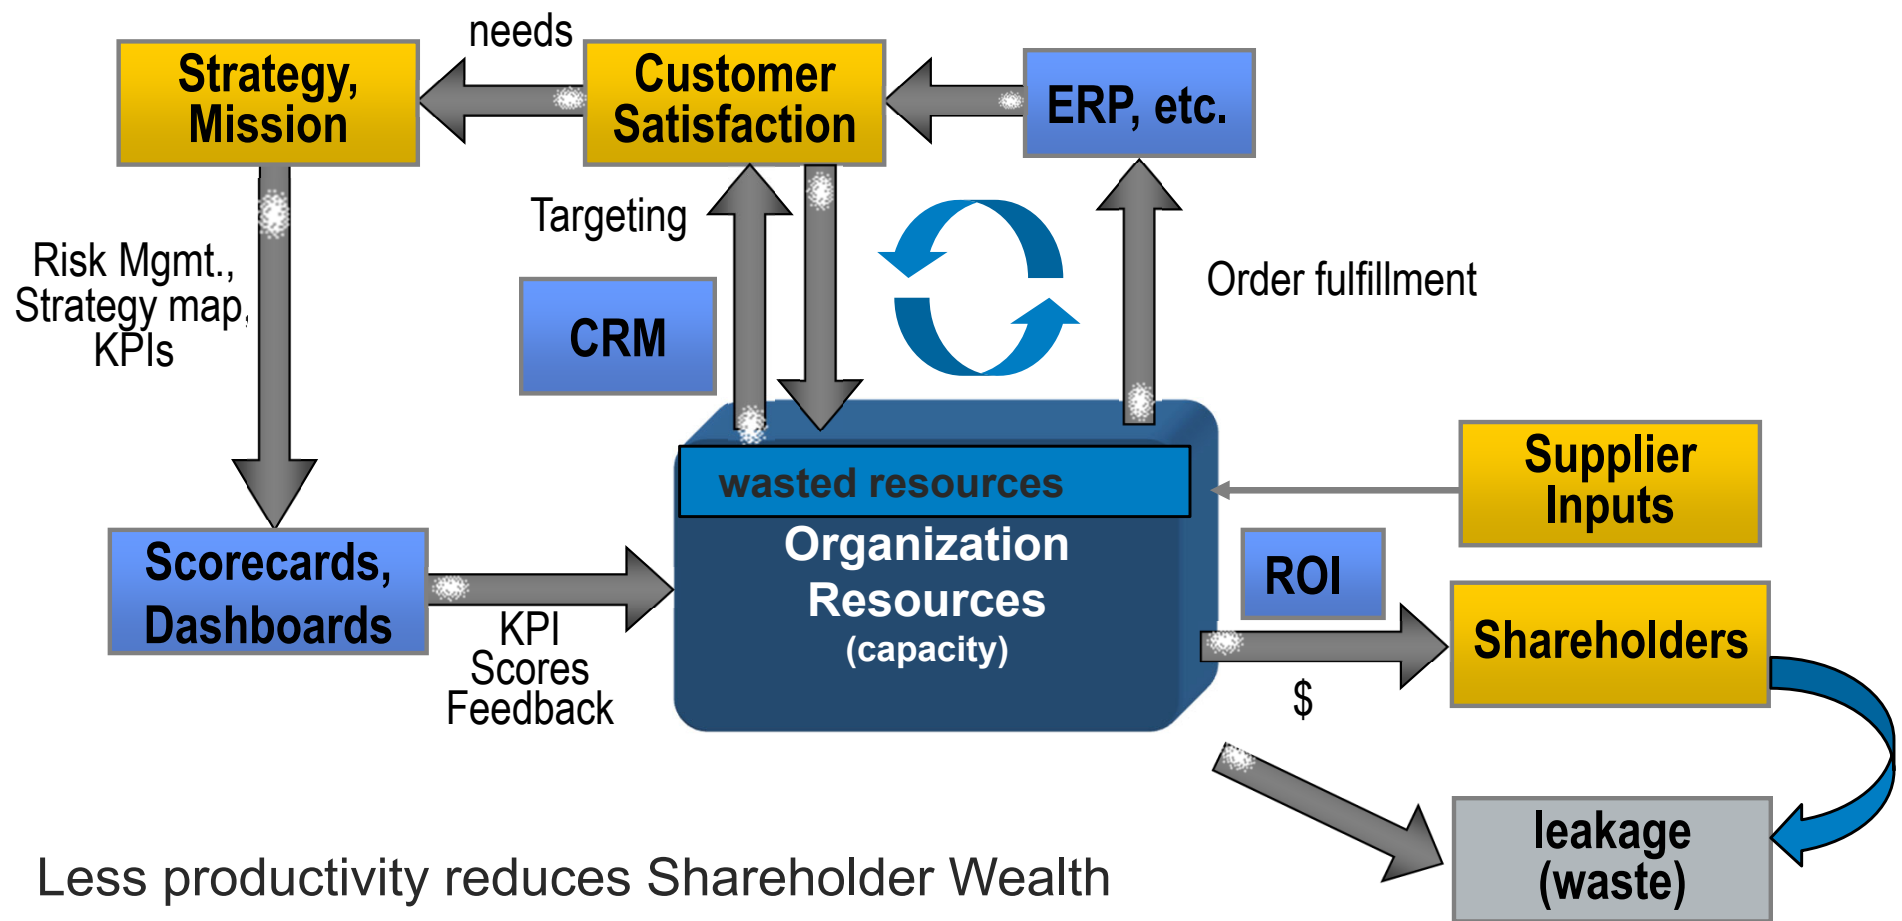 needs
Strategy,
Mission
Customer
Satisfaction
ERP, etc.
Targeting
Risk Mgmt.,
Strategy map,
KPIs
CRM
Order fulfillment
wasted resources
Supplier
Inputs
Organization
Resources
(capacity)
Scorecards,
Dashboards
KPI
Scores
Feedback
ROI
Shareholders
$
leakage
(waste)
Less productivity reduces Shareholder Wealth